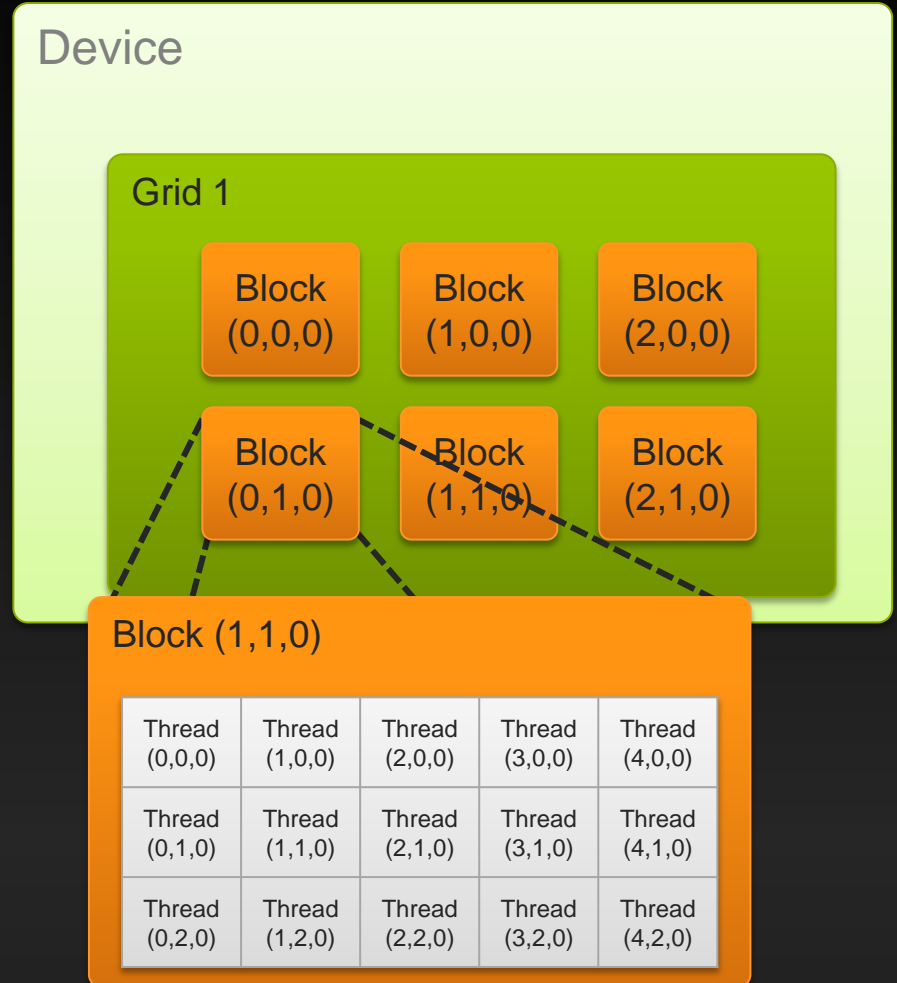 Device
Grid 1
Block
(0,0,0)
Block
(1,0,0)
Block
(2,0,0)
Block
(0,1,0)
Block
(1,1,0)
Block
(2,1,0)
Block (1,1,0)
Thread
(0,0,0)
Thread
(1,0,0)
Thread
(2,0,0)
Thread
(3,0,0)
Thread
(4,0,0)
Thread
(0,1,0)
Thread
(1,1,0)
Thread
(2,1,0)
Thread
(3,1,0)
Thread
(4,1,0)
Thread
(0,2,0)
Thread
(1,2,0)
Thread
(2,2,0)
Thread
(3,2,0)
Thread
(4,2,0)